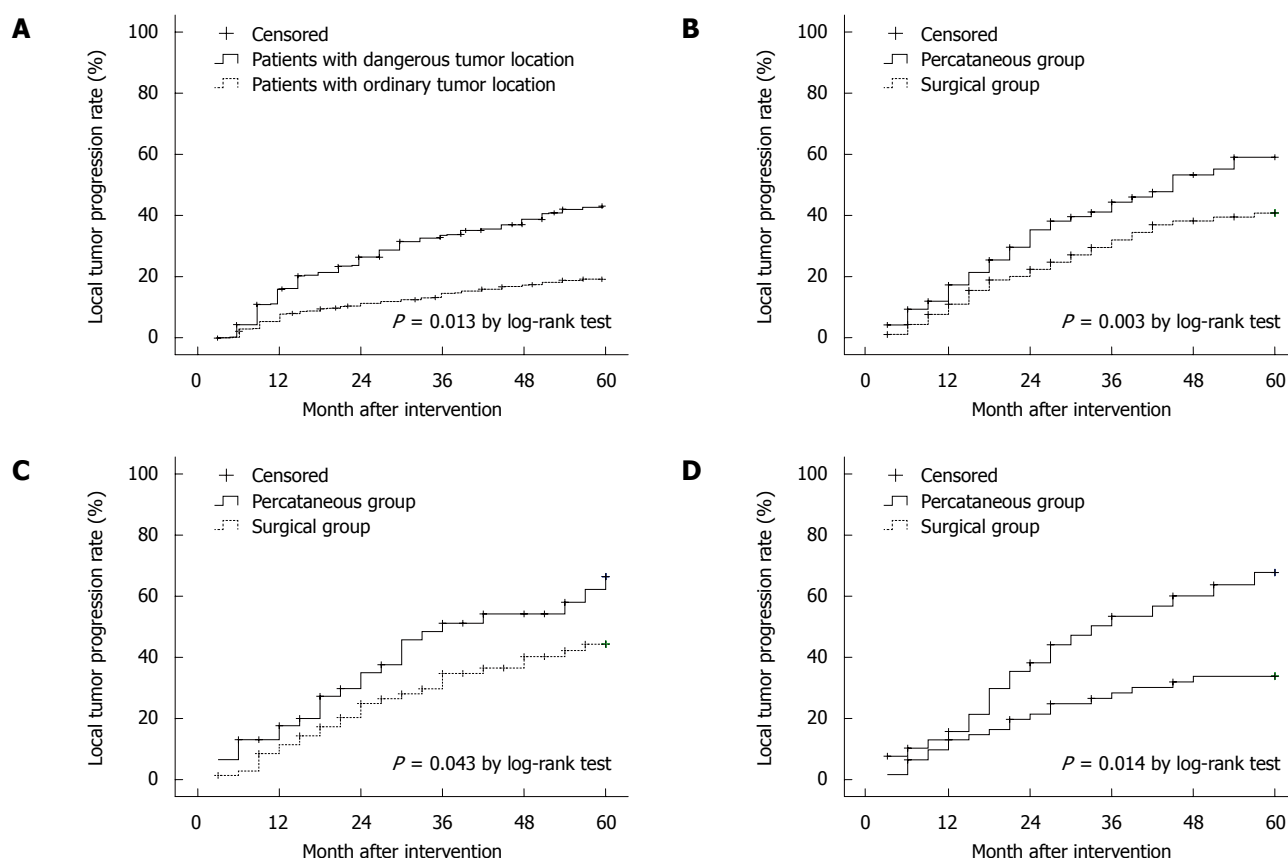 A
Local tumor progression rate (%)
100
80
60
40
20
0
Censored
Patients with dangerous tumor location
Patients with ordinary tumor location
P = 0.013 by log-rank test
0 12 24 36 48 60
Month after intervention
B
Local tumor progression rate (%)
100
80
60
40
20
0
Censored
Percataneous group
Surgical group
P = 0.003 by log-rank test
0 12 24 36 48 60
Month after intervention
C
Local tumor progression rate (%)
100
80
60
40
20
0
Censored
Percataneous group
Surgical group
P = 0.043 by log-rank test
0 12 24 36 48 60
Month after intervention
D
Local tumor progression rate (%)
100
80
60
40
20
0
Censored
Percataneous group
Surgical group
P = 0.014 by log-rank test
0 12 24 36 48 60
Month after intervention